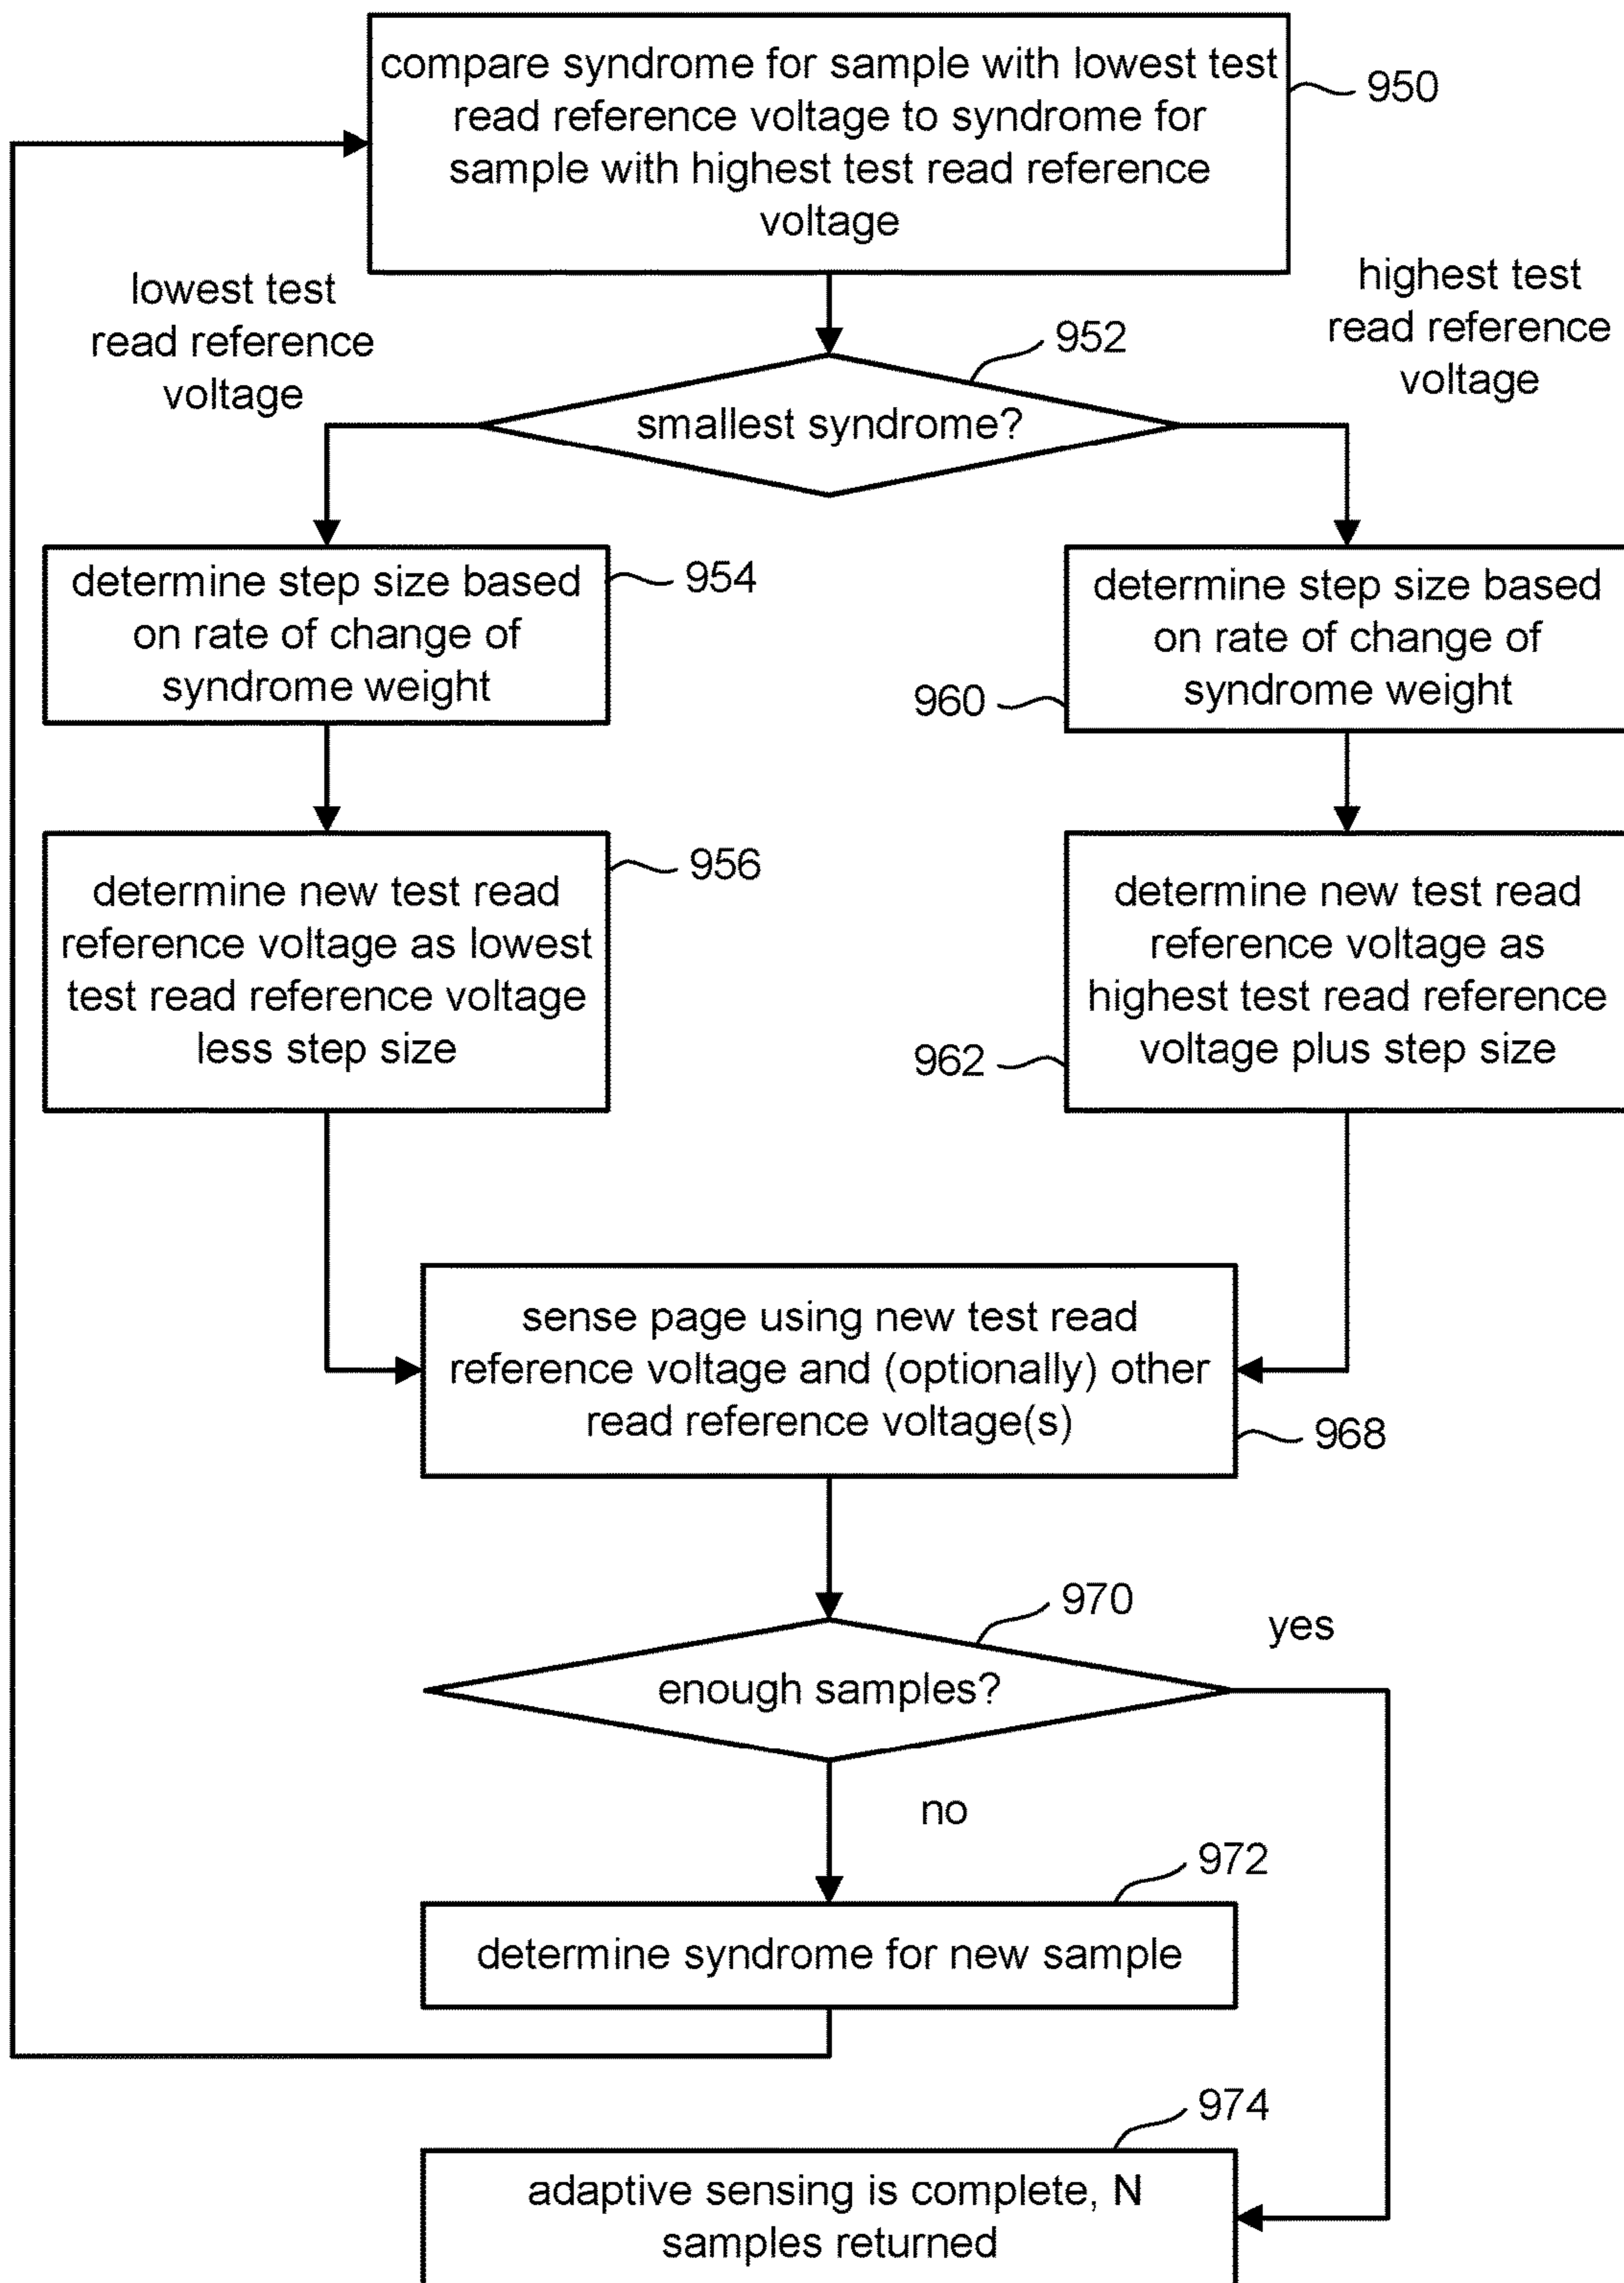 compare syndrome for sample with lowest test
read reference voltage to syndrome for
sample with highest test read reference
voltage
950
lowest test
read reference
voltage
highest test
read reference
voltage
952
smallest syndrome?
determine step size based
on rate of change of
syndrome weight
954
determine step size based
on rate of change of
syndrome weight
960
determine new test read
reference voltage as lowest
test read reference voltage
less step size
956
determine new test read
reference voltage as
highest test read reference
voltage plus step size
962
sense page using new test read
reference voltage and (optionally) other
read reference voltage(s)
968
970
yes
enough samples?
no
972
determine syndrome for new sample
974
adaptive sensing is complete, N
samples returned